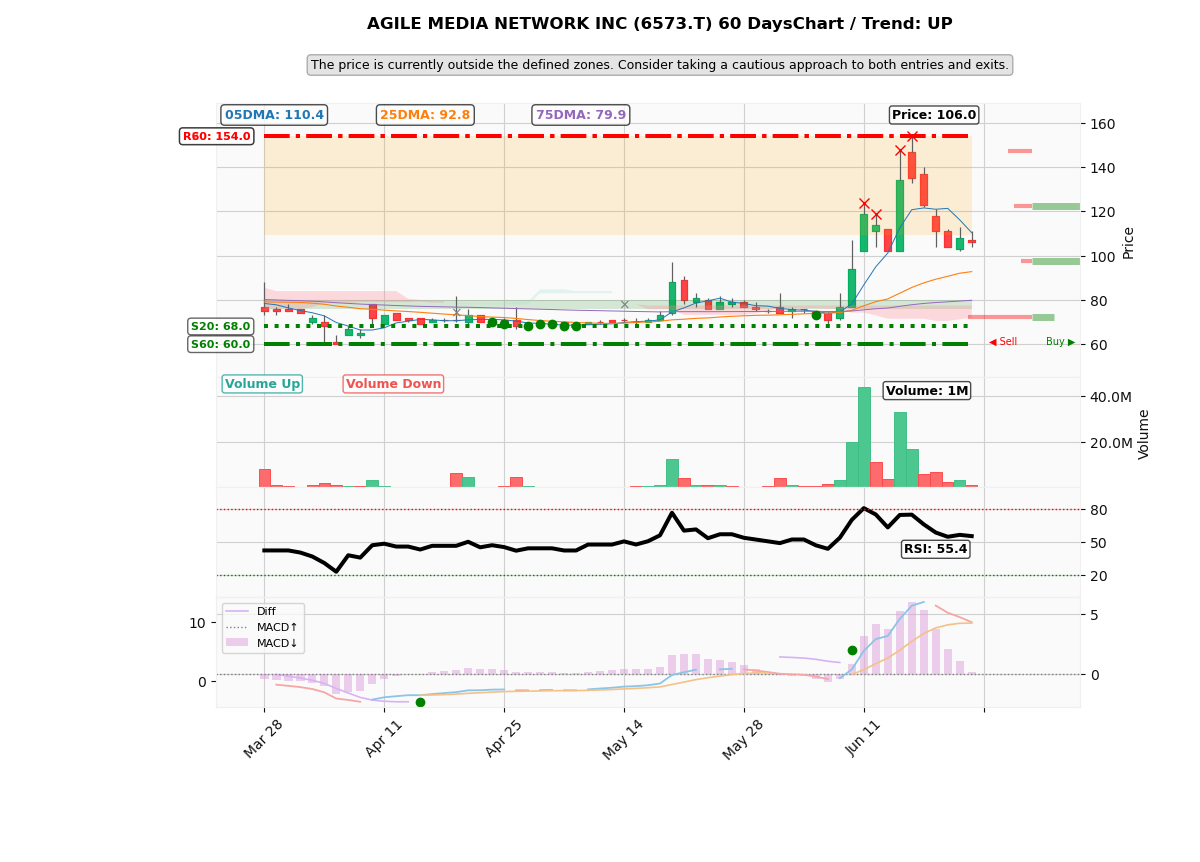 AGILE MEDIA NETWORK INC (6573.T) 60 DaysChart / Trend: UP
The price is currently outside the defined zones. Consider taking a cautious approach to both entries and exits.
05DMA: 110.4
25DMA: 92.8
75DMA: 79.9
Price: 106.0
R60: 154.0
S20: 68.0
S60: 60.0
160
140
120
100
80
60
Price
◀ Sell
Buy ▶
Volume Up
Volume Down
Volume: 1M
40.0M
20.0M
Volume
80
50
20
RSI: 55.4
Diff
MACD↑
MACD↓
10
0
5
0
Mar 28
Apr 11
Apr 25
May 14
May 28
Jun 11